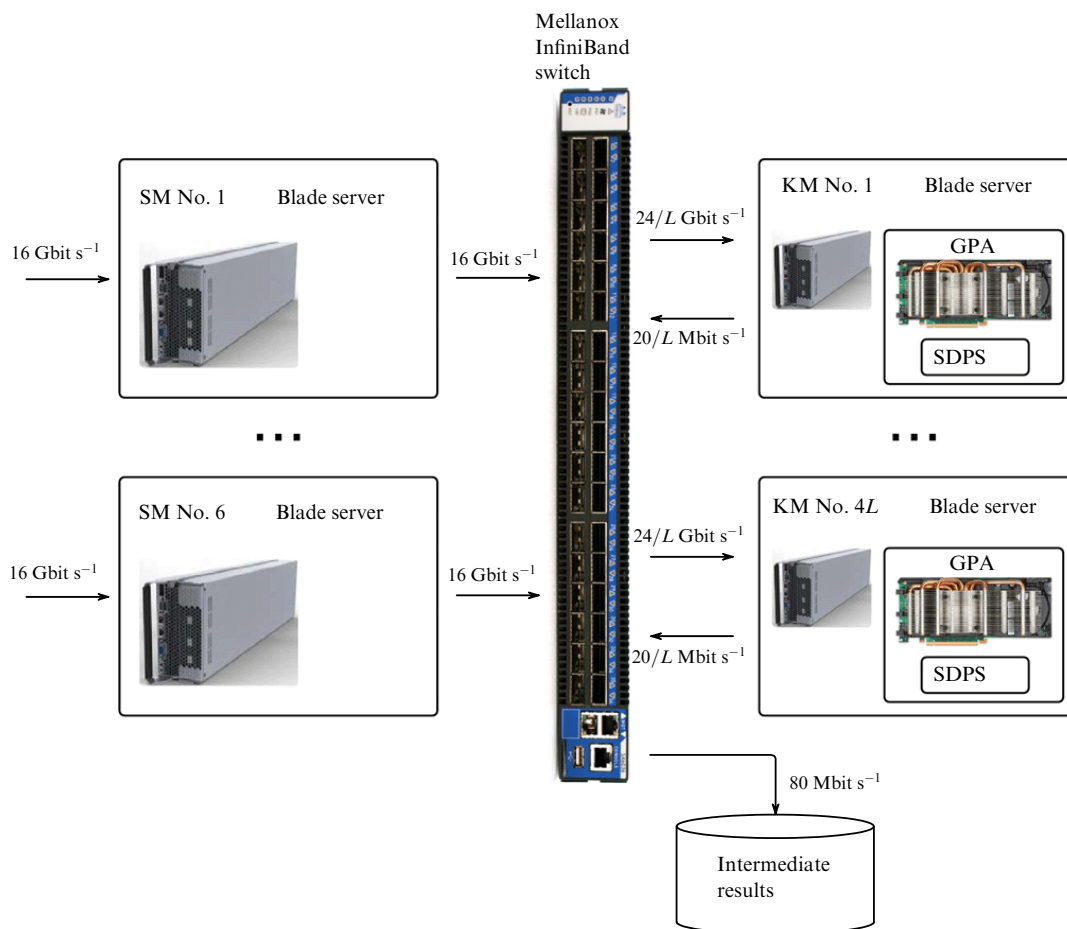 Mellanox
InfiniBand
switch
SM No. 1 Blade server
16 Gbit s⁻¹
16 Gbit s⁻¹
24/L Gbit s⁻¹
20/L Mbit s⁻¹
KM No. 1 Blade server
GPA
SDPS
...
...
SM No. 6 Blade server
16 Gbit s⁻¹
16 Gbit s⁻¹
24/L Gbit s⁻¹
20/L Mbit s⁻¹
KM No. 4L Blade server
GPA
SDPS
80 Mbit s⁻¹
Intermediate
results